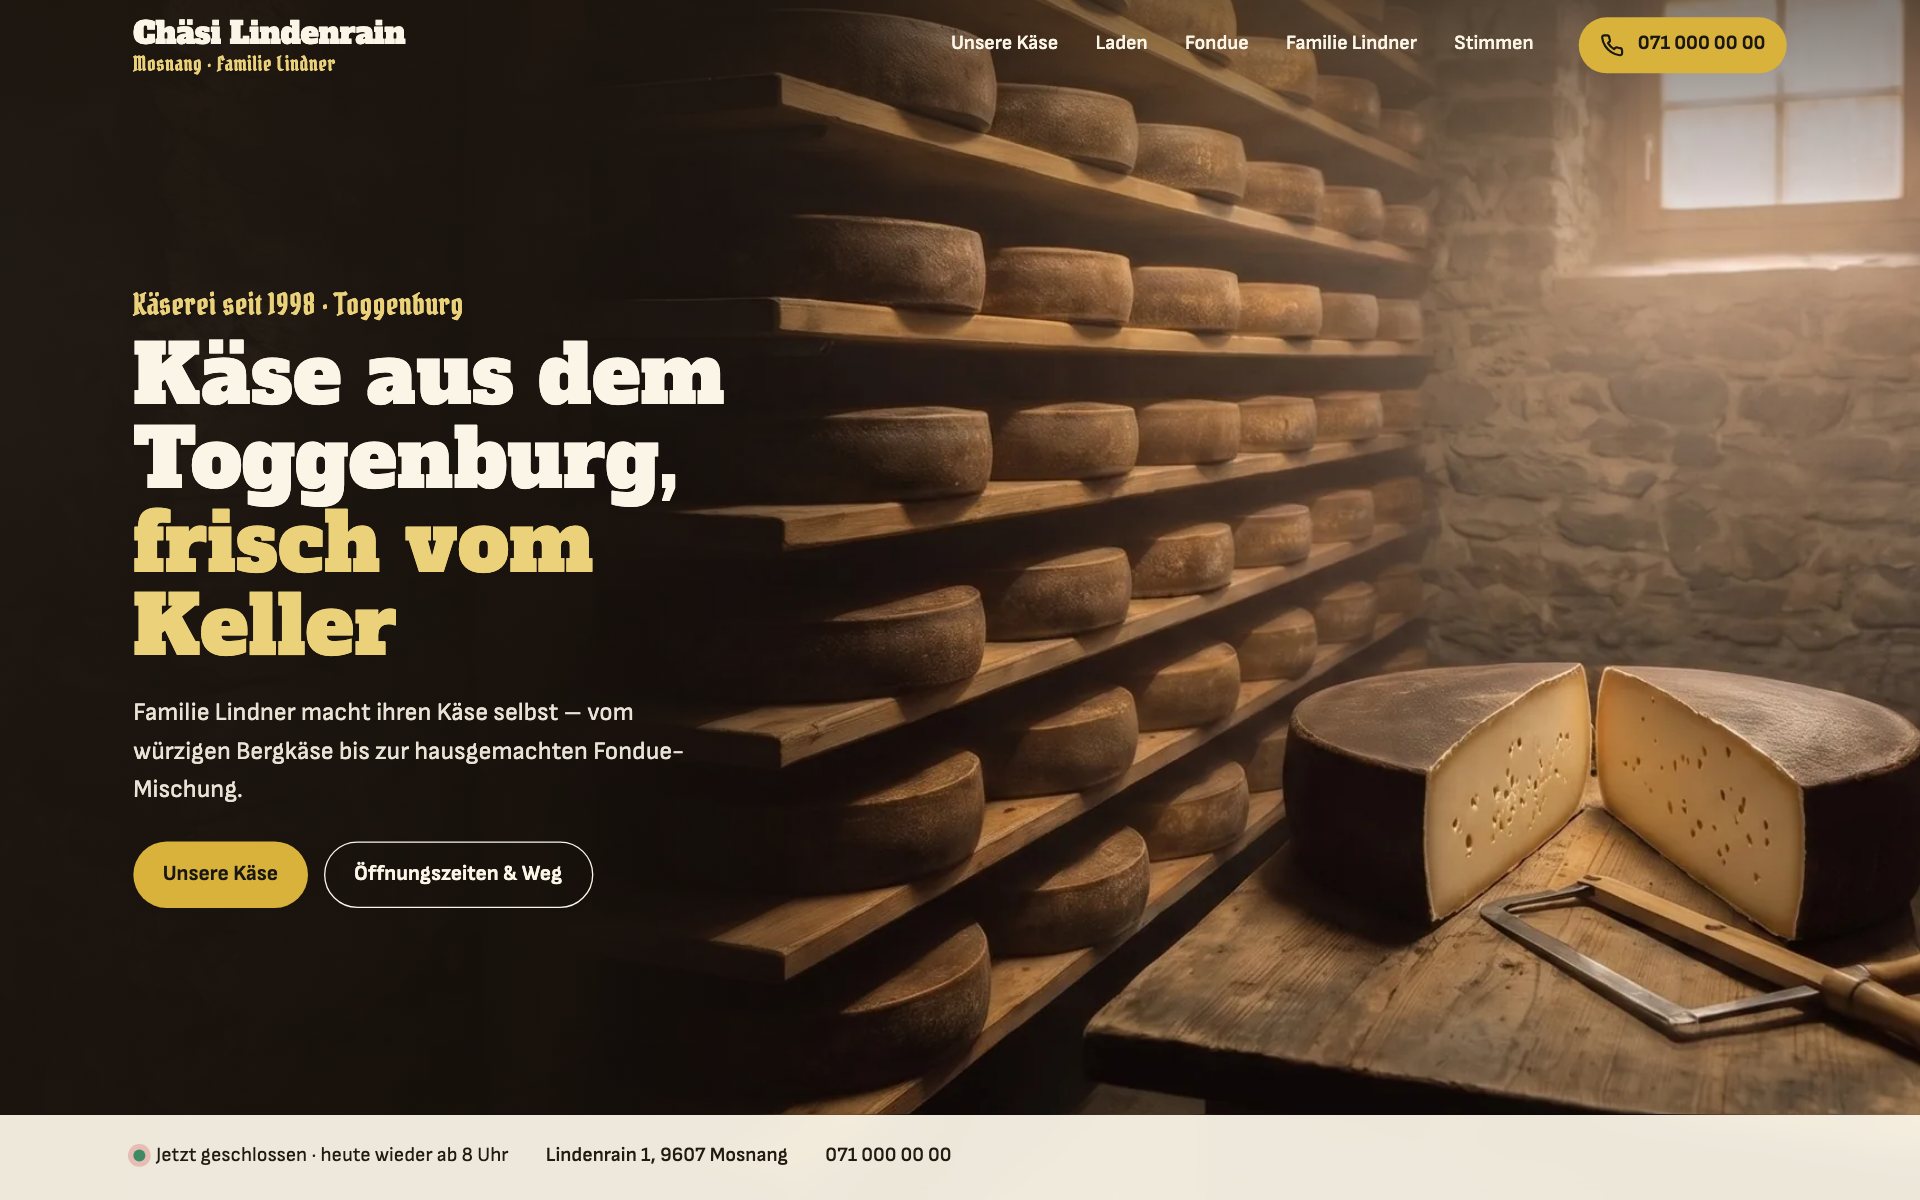 Chäsi Lindenrain
Mosnang · Familie Lindner
Unsere Käse
Laden
Fondue
Familie Lindner
Stimmen
071 000 00 00
Käserei seit 1998 · Toggenburg
Käse aus dem
Toggenburg,
frisch vom
Keller
Familie Lindner macht ihren Käse selbst – vom
würzigen Bergkäse bis zur hausgemachten Fondue-
Mischung.
Unsere Käse
Öffnungszeiten & Weg
Jetzt geschlossen · heute wieder ab 8 Uhr
Lindenrain 1, 9607 Mosnang
071 000 00 00